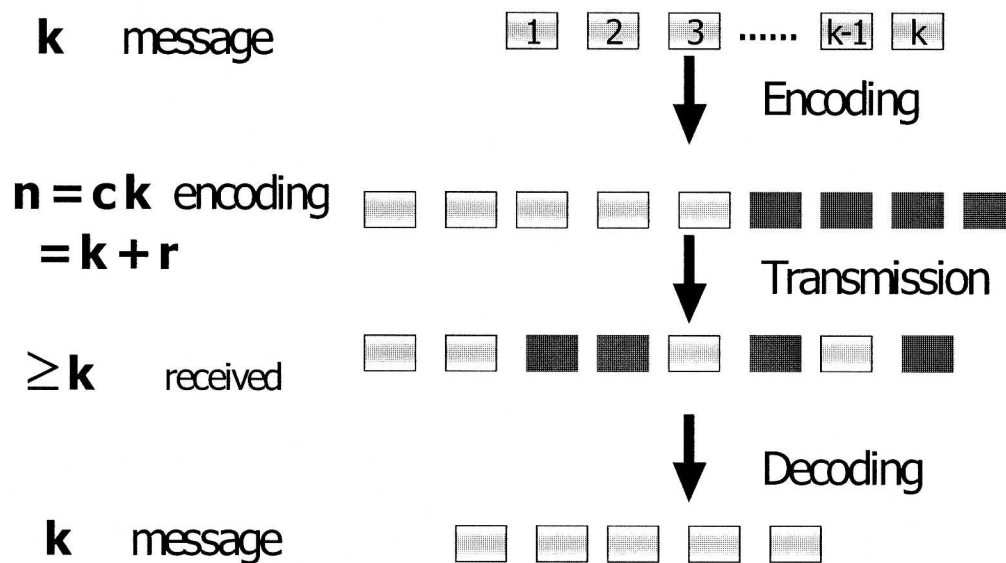 k message 1 2 3 ...... k-1 k
Encoding
n = c k encoding
= k + r
Transmission
≥ k received
Decoding
k message